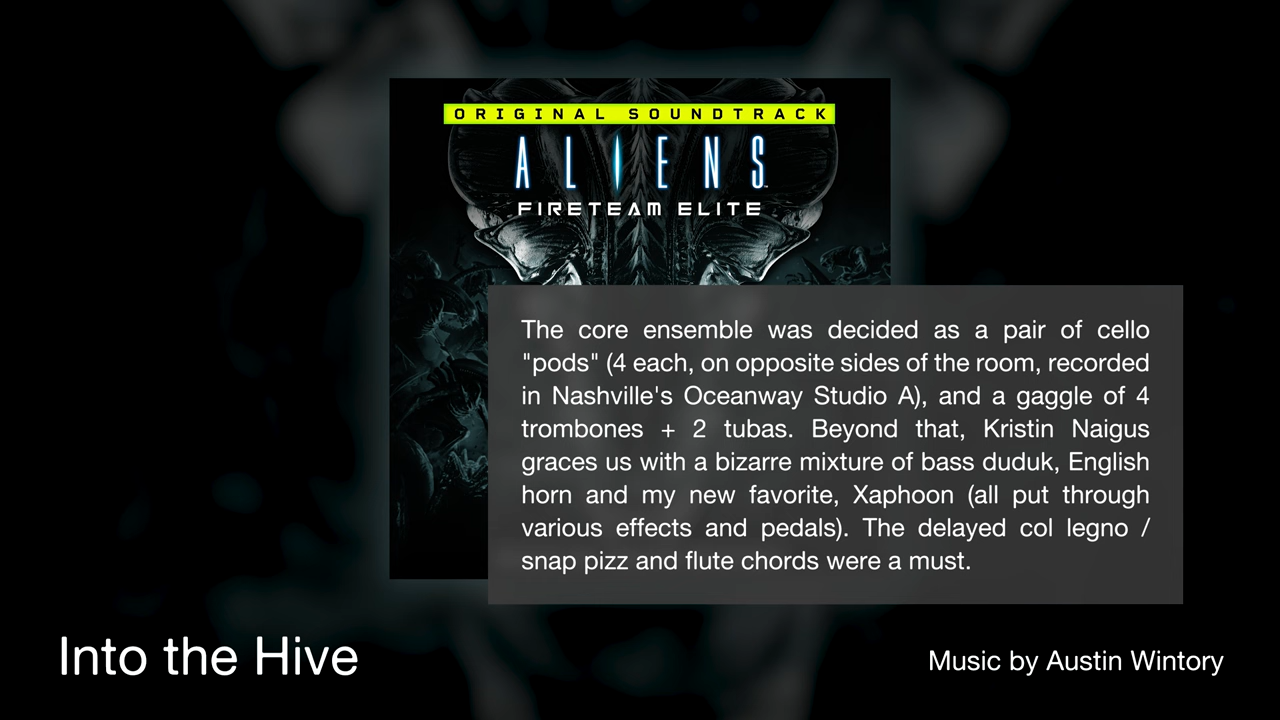 ORIGINAL SOUNDTRACK
ALIENS™
FIRETEAM ELITE
The core ensemble was decided as a pair of cello
"pods" (4 each, on opposite sides of the room, recorded
in Nashville's Oceanway Studio A), and a gaggle of 4
trombones + 2 tubas. Beyond that, Kristin Naigus
graces us with a bizarre mixture of bass duduk, English
horn and my new favorite, Xaphoon (all put through
various effects and pedals). The delayed col legno /
snap pizz and flute chords were a must.
Into the Hive
Music by Austin Wintory